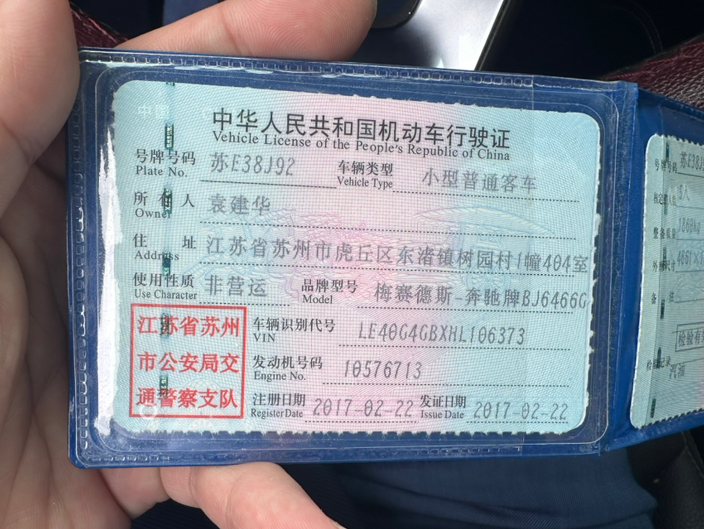 中华人民共和国机动车行驶证
Vehicle License of the People's Republic of China
号牌号码 苏E38J92 车辆类型 小型普通客车
Plate No. Vehicle Type
所有人 袁建华
Owner
住址 江苏省苏州市虎丘区东渚镇树园村1幢404室
Address
使用性质 非营运 品牌型号 梅赛德斯-奔驰牌BJ6466G
Use Character Model
江苏省苏州
市公安局交
通警察支队
车辆识别代号 LE40G4GBXHL106373
VIN
发动机号码 10576713
Engine No.
注册日期 2017-02-22 发证日期 2017-02-22
Register Date Issue Date